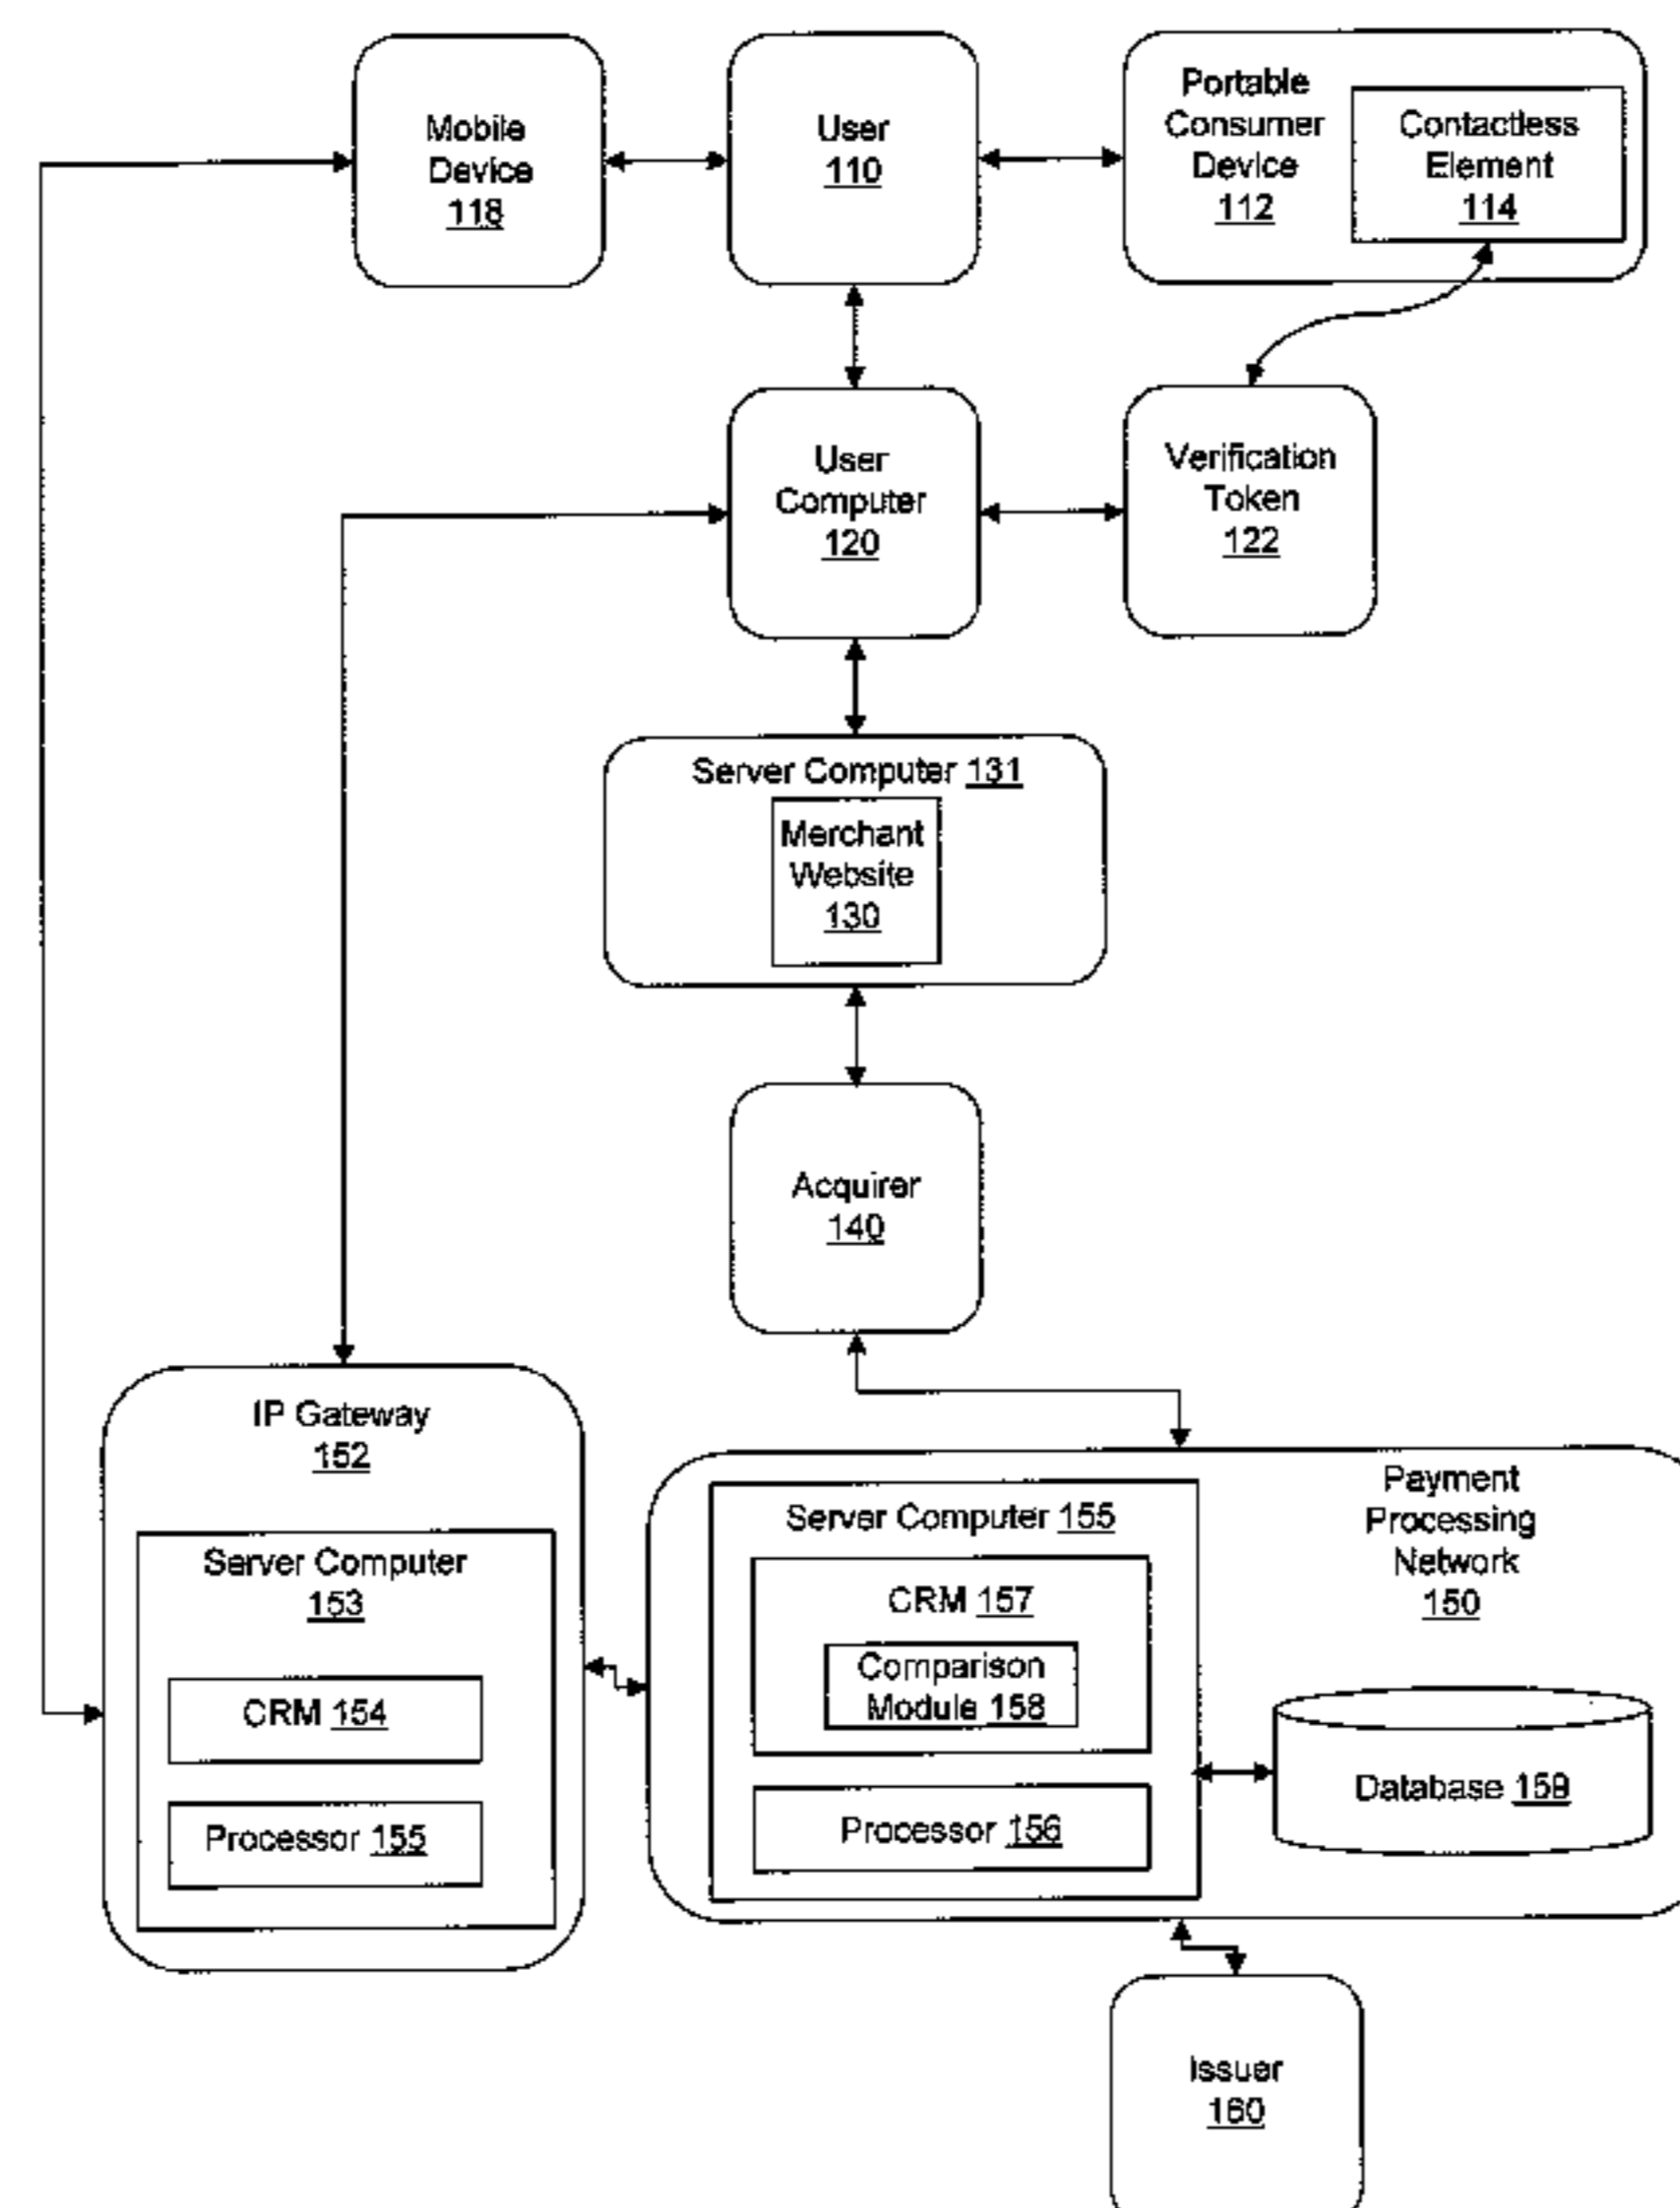 Mobile
Device
118
User
110
Portable
Consumer
Device
112
Contactless
Element
114
User
Computer
120
Verification
Token
122
Server Computer 131
Merchant
Website
130
Acquirer
140
IP Gateway
152
Server Computer
153
CRM 154
Processor 155
Payment
Processing
Network
150
Server Computer 155
CRM 157
Comparison
Module 158
Processor 156
Database 159
Issuer
160